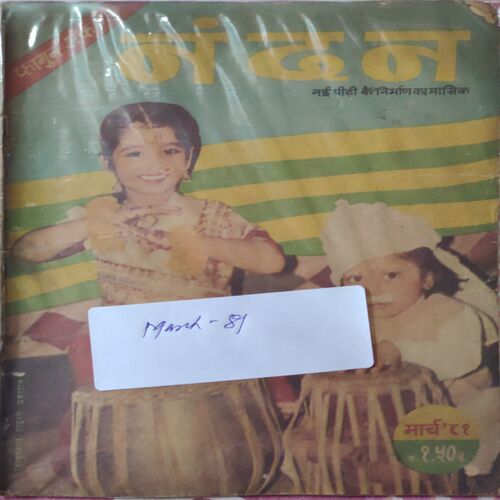 फागुन अंक
नंदन
नई पीढ़ी के निर्माण का मासिक
March - 81
मार्च '८१
रु. १.५०